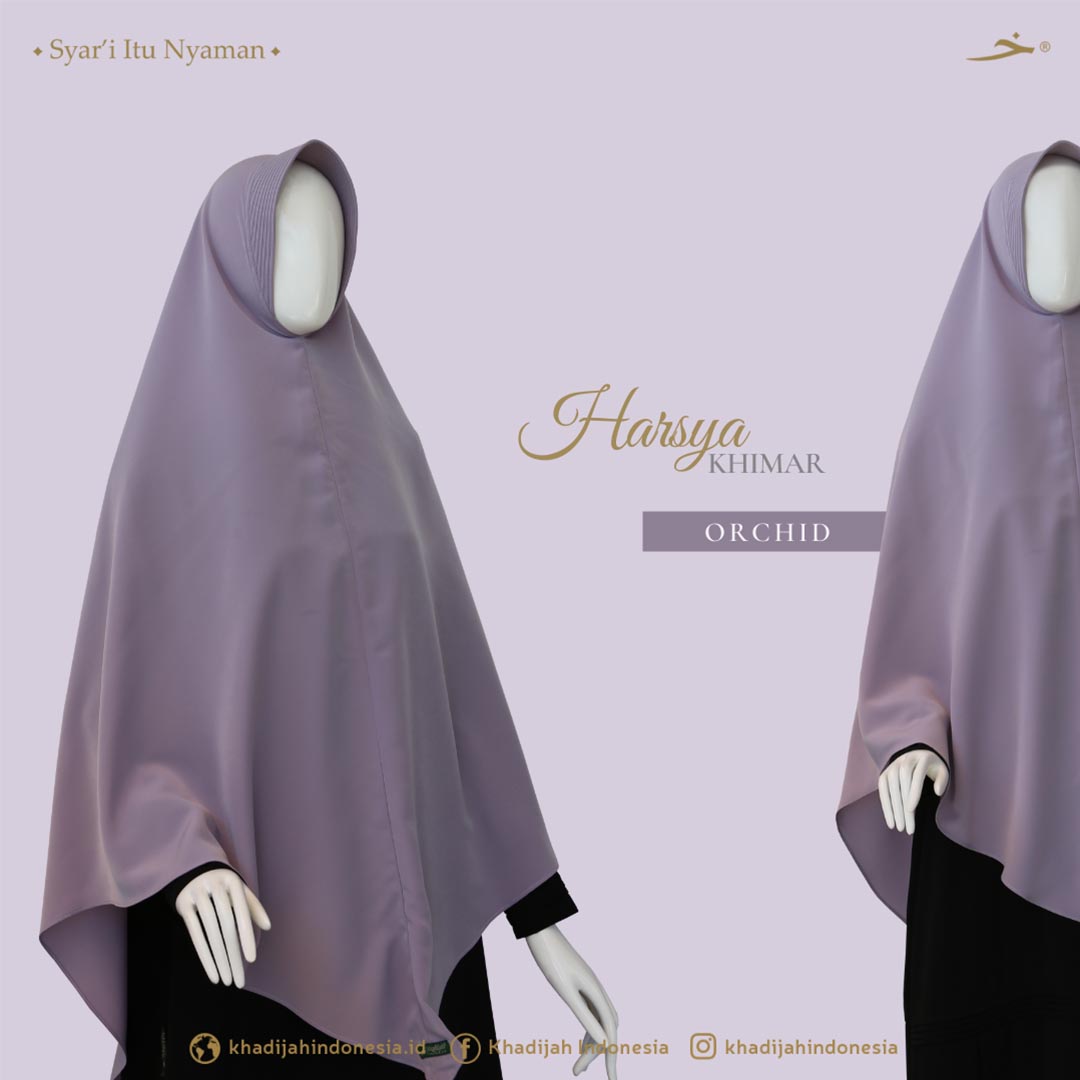 Syar'i Itu Nyaman
®
Harsya
KHIMAR
ORCHID
khadijahindonesia.id
Khadijah Indonesia
khadijahindonesia